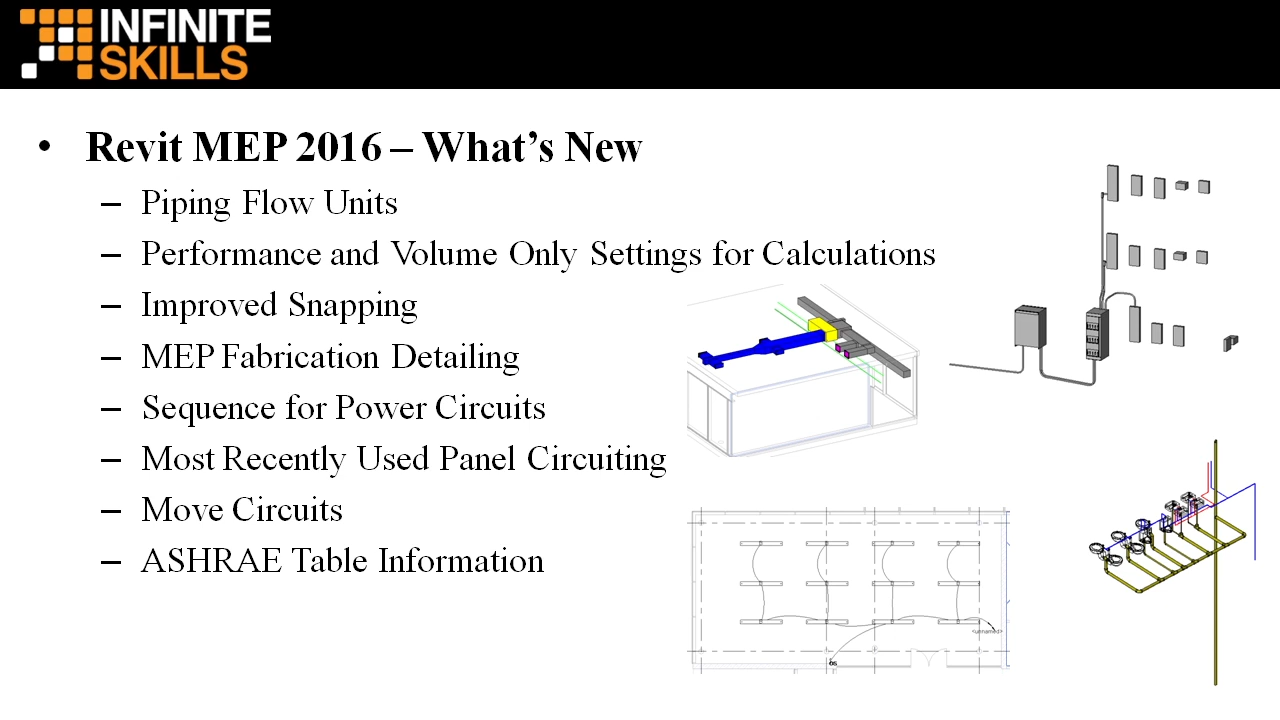 INFINITE
SKILLS
• Revit MEP 2016 – What’s New
– Piping Flow Units
– Performance and Volume Only Settings for Calculations
– Improved Snapping
– MEP Fabrication Detailing
– Sequence for Power Circuits
– Most Recently Used Panel Circuiting
– Move Circuits
– ASHRAE Table Information
<unnamed>
os